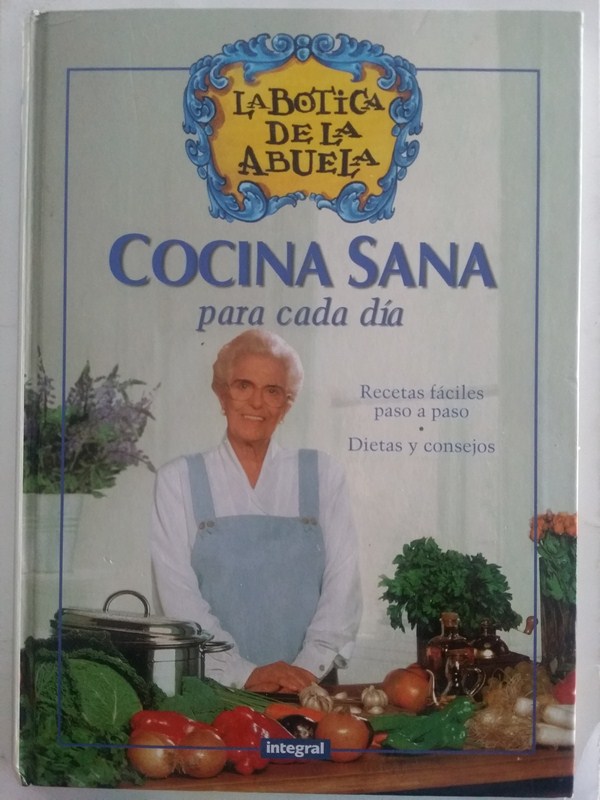 LA BOTICA
DE LA
ABUELA
COCINA SANA
para cada día
Recetas fáciles
paso a paso
•
Dietas y consejos
integral